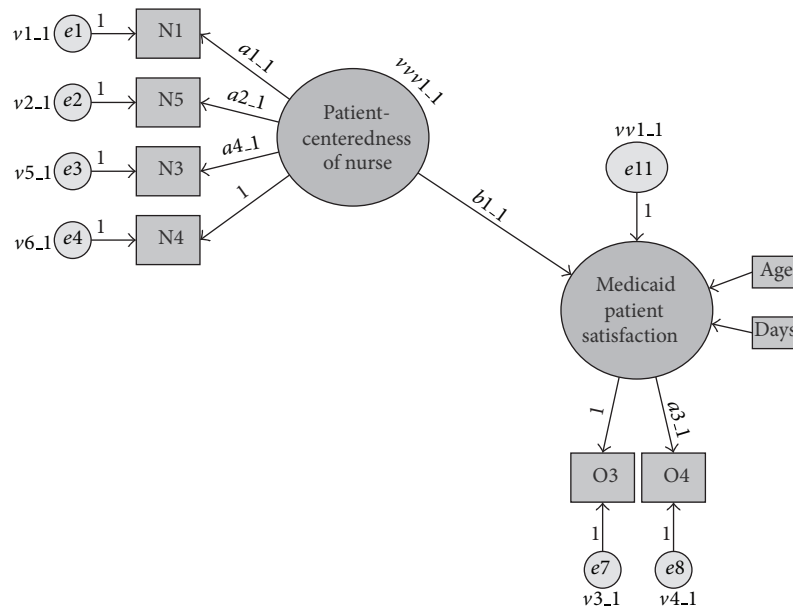 v1_1 e1 1 N1 a1_1
v2_1 e2 1 N5 a2_1
v5_1 e3 1 N3 a4_1
v6_1 e4 1 N4 1
Patient-
centeredness
of nurse
vvv1_1
b1_1
vv1_1
e11
1
Medicaid
patient
satisfaction
Age
Days
1 a3_1
O3 O4
1 1
e7 e8
v3_1 v4_1